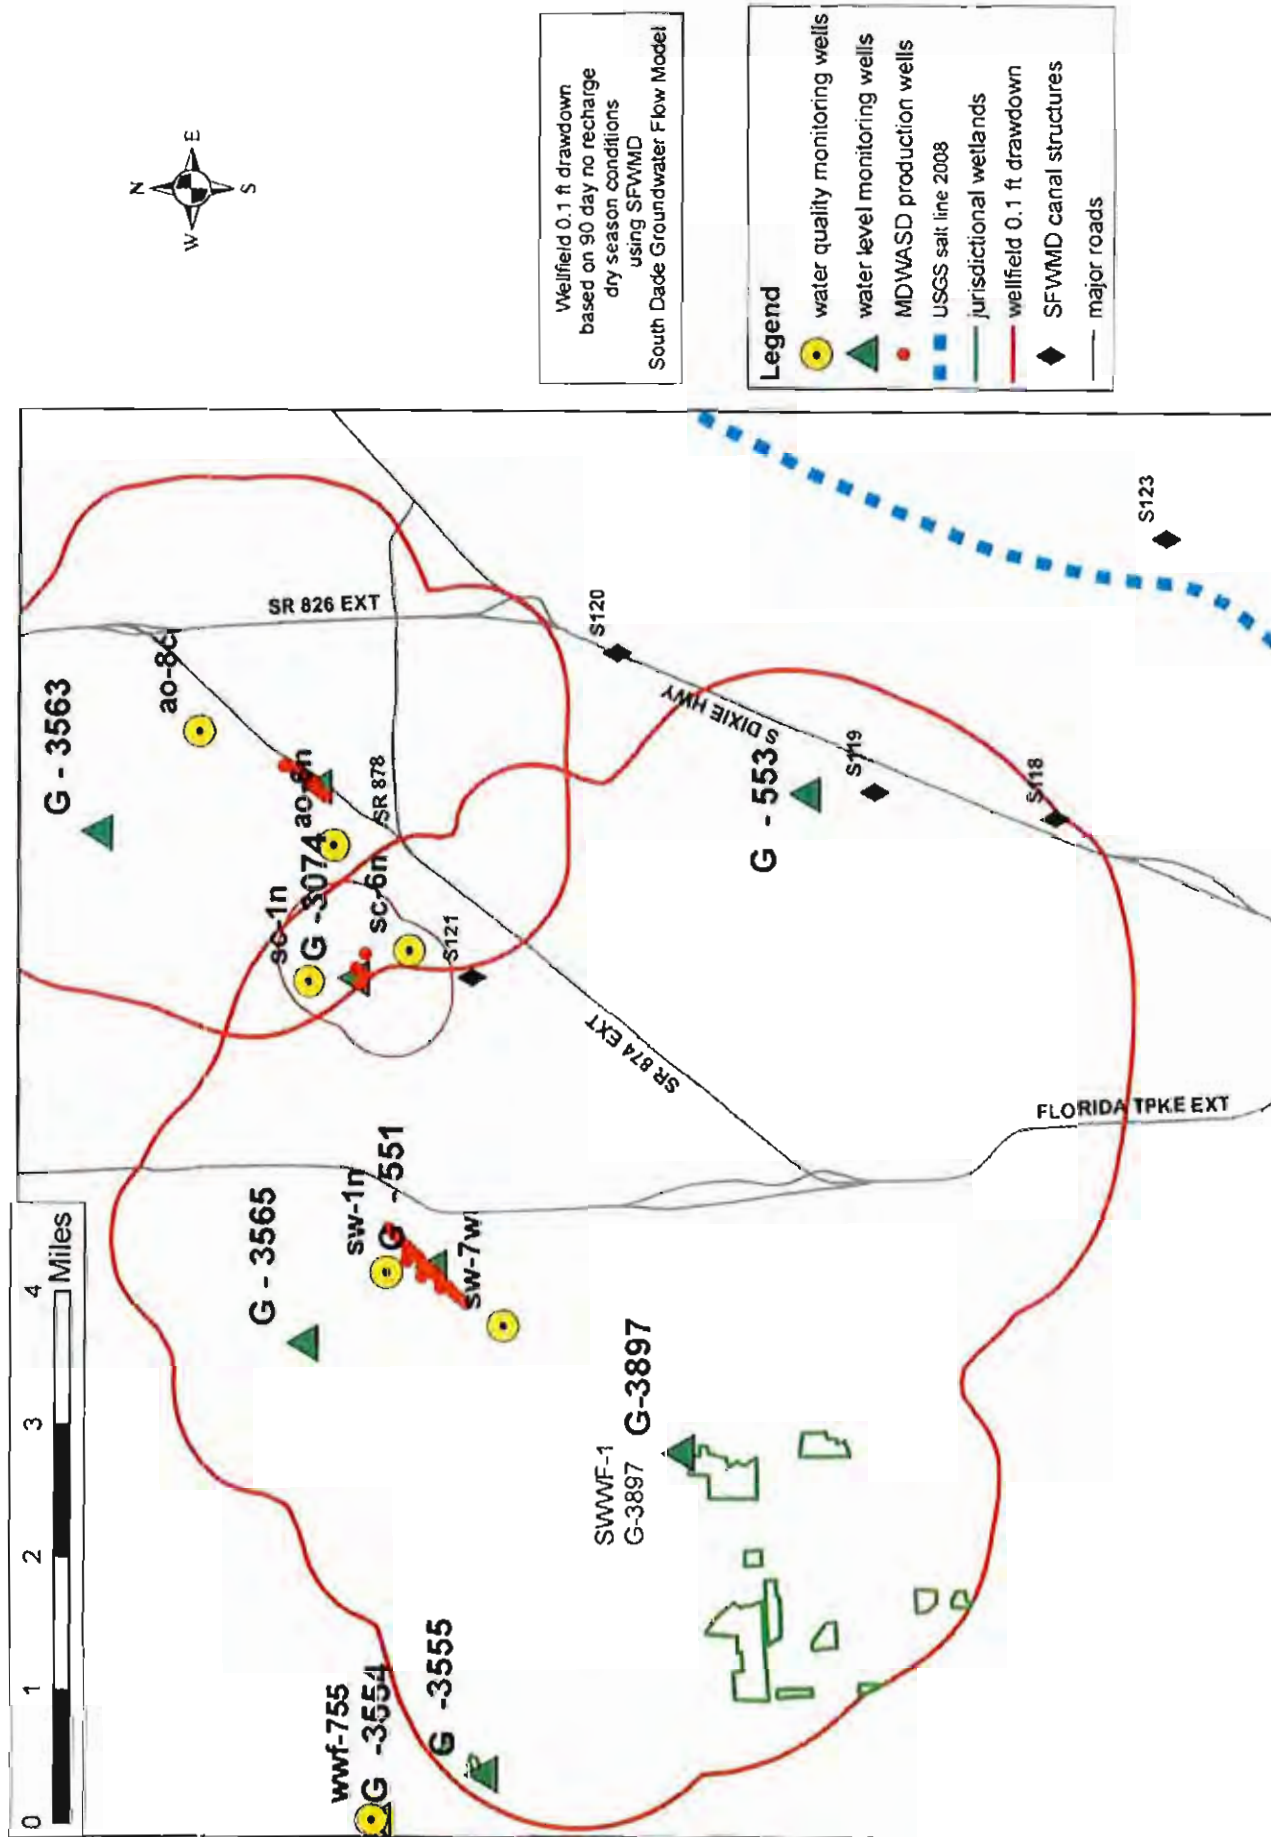 N
W
E
S
Wellfield 0.1 ft drawdown
based on 90 day no recharge
dry season conditions
using SFWMD
South Dade Groundwater Flow Model
Legend
water quality monitoring wells
water level monitoring wells
MDWASD production wells
USGS salt line 2008
jurisdictional wetlands
wellfield 0.1 ft drawdown
SFWMD canal structures
major roads
0 1 2 3 4
Miles
G - 3563
ao-8c
SR 826 EXT
ao-8n
SR 878
sc-1n
G -3074
sc-6n
S121
S120
S DIXIE HWY
G - 553
S119
S118
S123
SR 874 EXT
FLORIDA TPKE EXT
G - 3565
sw-1n
G - 551
sw-7w
SWWF-1
G-3897
G-3897
wwf-755
G -3554
G -3555